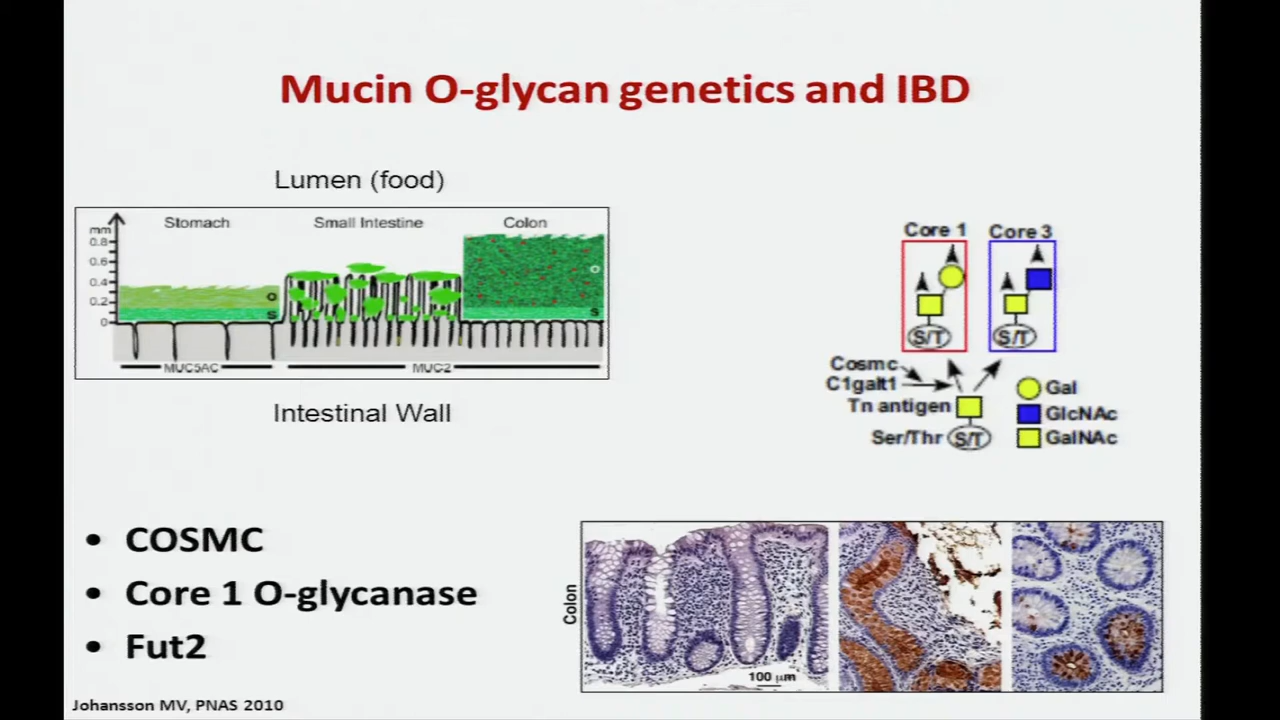 Mucin O-glycan genetics and IBD
Lumen (food)
mm
0.8
0.6
0.4
0.2
0
Stomach
Small Intestine
Colon
O
S
O
S
MUC5AC
MUC2
Intestinal Wall
Core 1
Core 3
S/T
S/T
Cosmc
C1galt1
Tn antigen
Ser/Thr
S/T
Gal
GlcNAc
GalNAc
• COSMC
• Core 1 O-glycanase
• Fut2
Colon
100 µm
Johansson MV, PNAS 2010